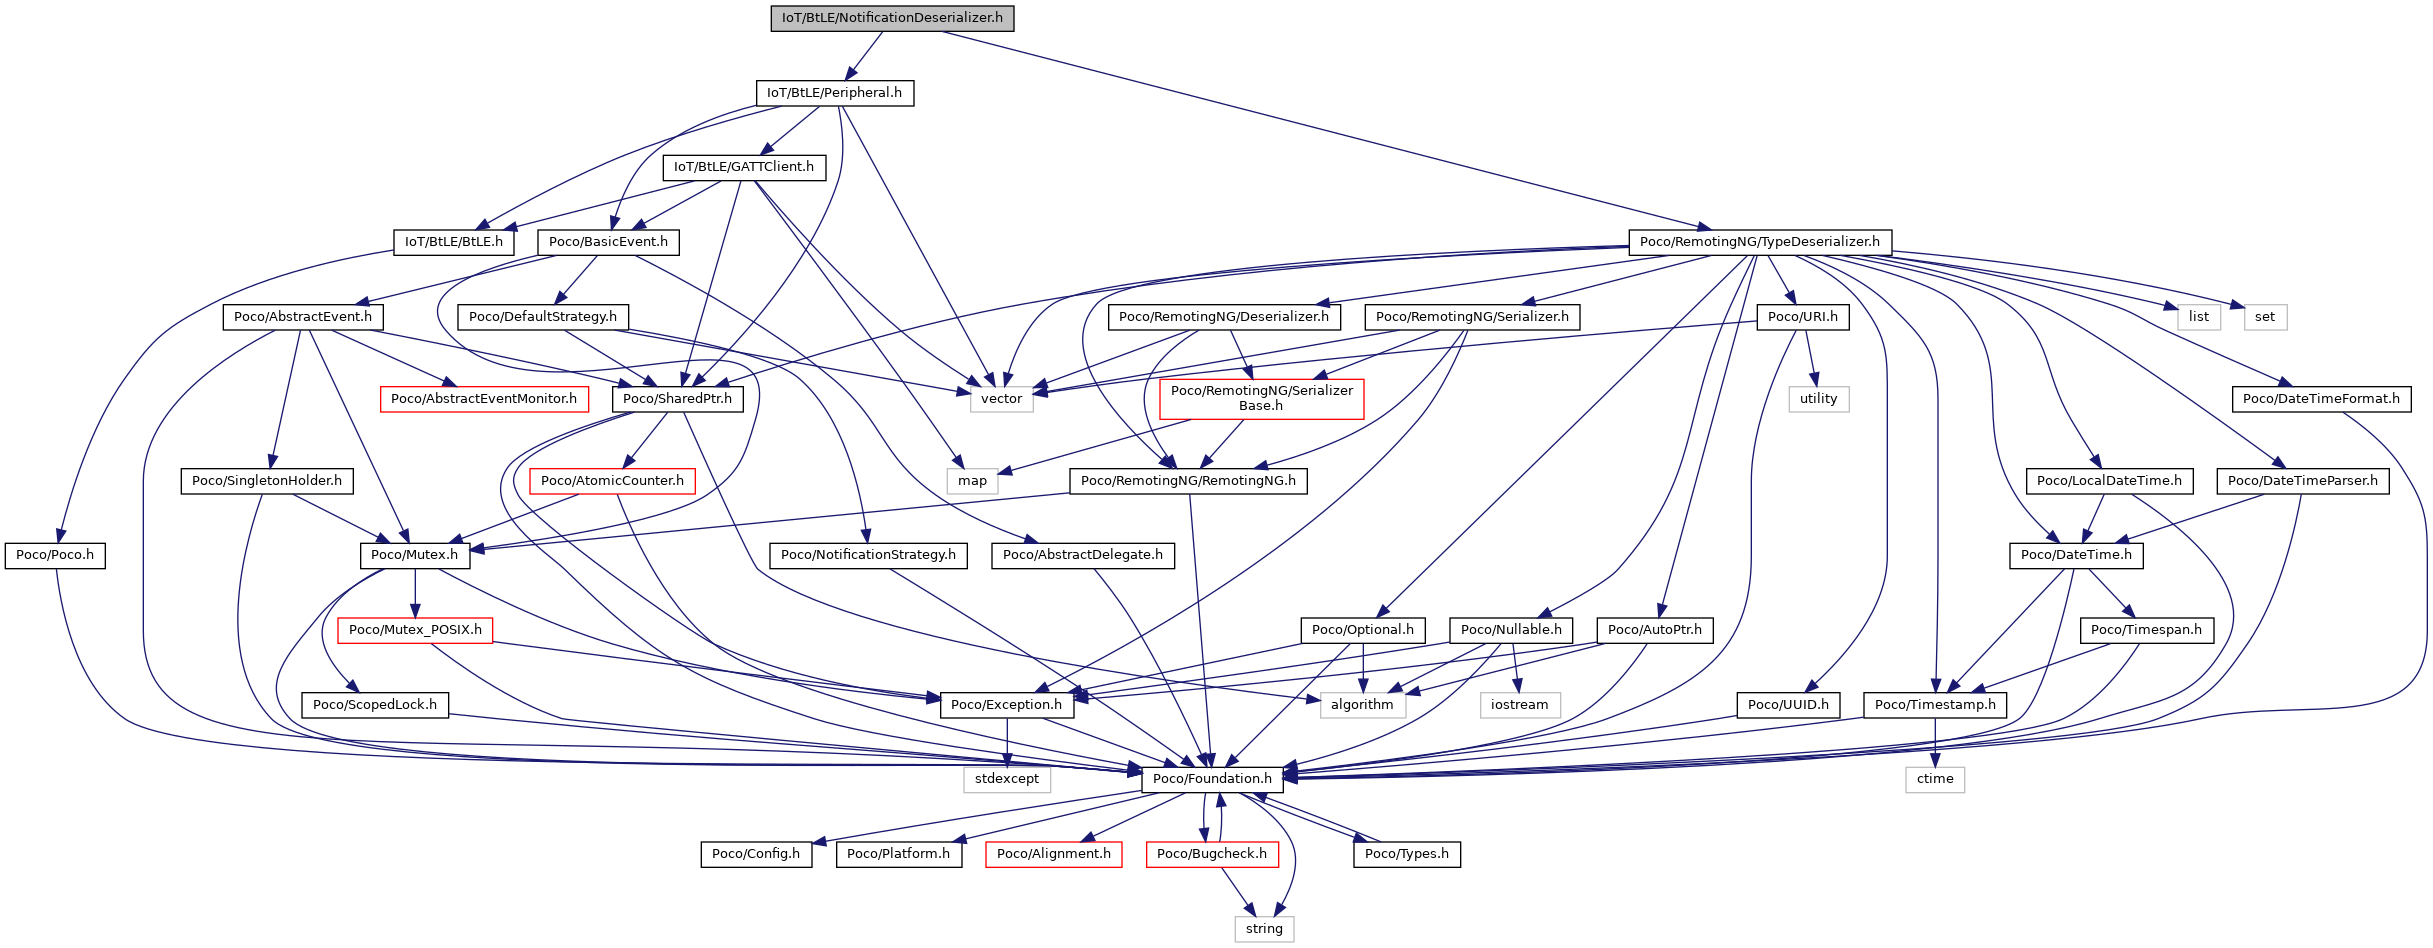 IoT/BtLE/NotificationDeserializer.h
IoT/BtLE/Peripheral.h
IoT/BtLE/GATTClient.h
IoT/BtLE/BtLE.h
Poco/BasicEvent.h
Poco/RemotingNG/TypeDeserializer.h
Poco/AbstractEvent.h
Poco/DefaultStrategy.h
Poco/RemotingNG/Deserializer.h
Poco/RemotingNG/Serializer.h
Poco/URI.h
list
set
Poco/AbstractEventMonitor.h
Poco/SharedPtr.h
vector
Poco/RemotingNG/Serializer
Base.h
utility
Poco/DateTimeFormat.h
Poco/SingletonHolder.h
Poco/AtomicCounter.h
map
Poco/RemotingNG/RemotingNG.h
Poco/LocalDateTime.h
Poco/DateTimeParser.h
Poco/Poco.h
Poco/Mutex.h
Poco/NotificationStrategy.h
Poco/AbstractDelegate.h
Poco/DateTime.h
Poco/Mutex_POSIX.h
Poco/Optional.h
Poco/Nullable.h
Poco/AutoPtr.h
Poco/Timespan.h
Poco/ScopedLock.h
Poco/Exception.h
algorithm
iostream
Poco/UUID.h
Poco/Timestamp.h
stdexcept
Poco/Foundation.h
ctime
Poco/Config.h
Poco/Platform.h
Poco/Alignment.h
Poco/Bugcheck.h
Poco/Types.h
string